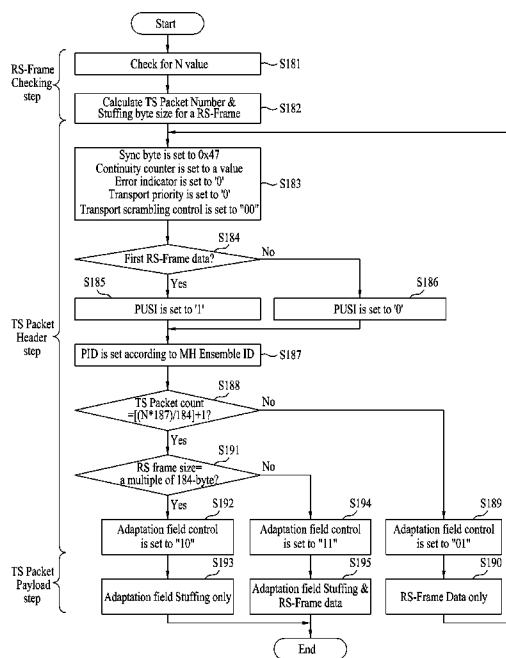 Start
RS-Frame
Checking
step
Check for N value
S181
Calculate TS Packet Number &
Stuffing byte size for a RS-Frame
S182
Sync byte is set to 0x47
Continuity counter is set to a value
Error indicator is set to '0'
Transport priority is set to '0'
Transport scrambling control is set to "00"
S183
S184
First RS-Frame data?
No
Yes
S185
S186
PUSI is set to '1'
PUSI is set to '0'
TS Packet
Header
step
PID is set according to MH Ensemble ID
S187
S188
TS Packet count
=[(N*187)/184]+1?
No
Yes
S191
RS frame size=
a multiple of 184-byte?
No
Yes
S192
S194
S189
Adaptation field control
is set to "10"
Adaptation field control
is set to "11"
Adaptation field control
is set to "01"
TS Packet
Payload
step
S193
S195
S190
Adaptation field Stuffing only
Adaptation field Stuffing &
RS-Frame data
RS-Frame Data only
End